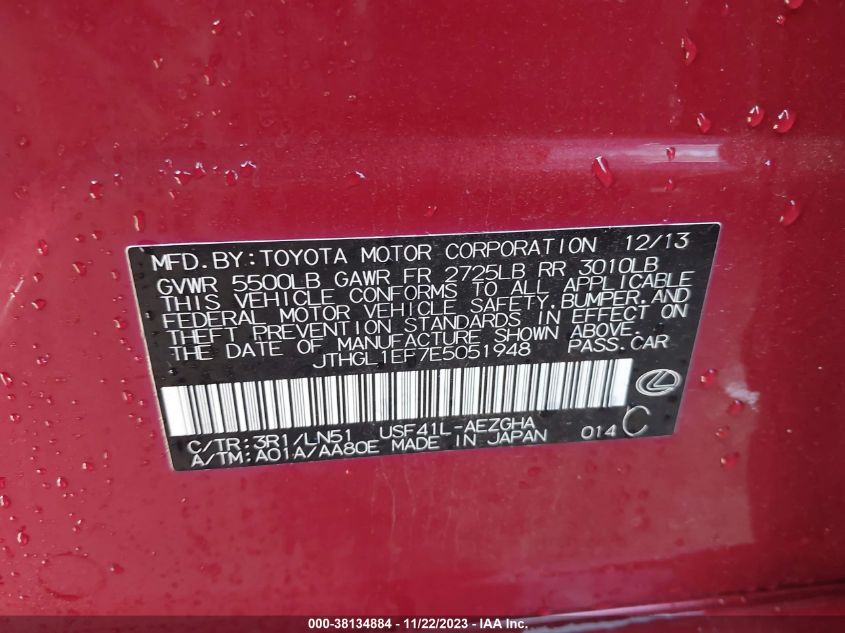 MFD.BY:TOYOTA MOTOR CORPORATION 12/13
GVWR 5500LB GAWR FR 2725LB RR 3010LB
THIS VEHICLE CONFORMS TO ALL APPLICABLE
FEDERAL MOTOR VEHICLE SAFETY,BUMPER,AND
THEFT PREVENTION STANDARDS IN EFFECT ON
THE DATE OF MANUFACTURE SHOWN ABOVE.
JTHGL1EF7E5051948 PASS.CAR
C/TR:3R1/LN51 USF41L-AEZGHA
A/TM:A01A/AA80E MADE IN JAPAN 014 C
000-38134884 - 11/22/2023 - IAA Inc.